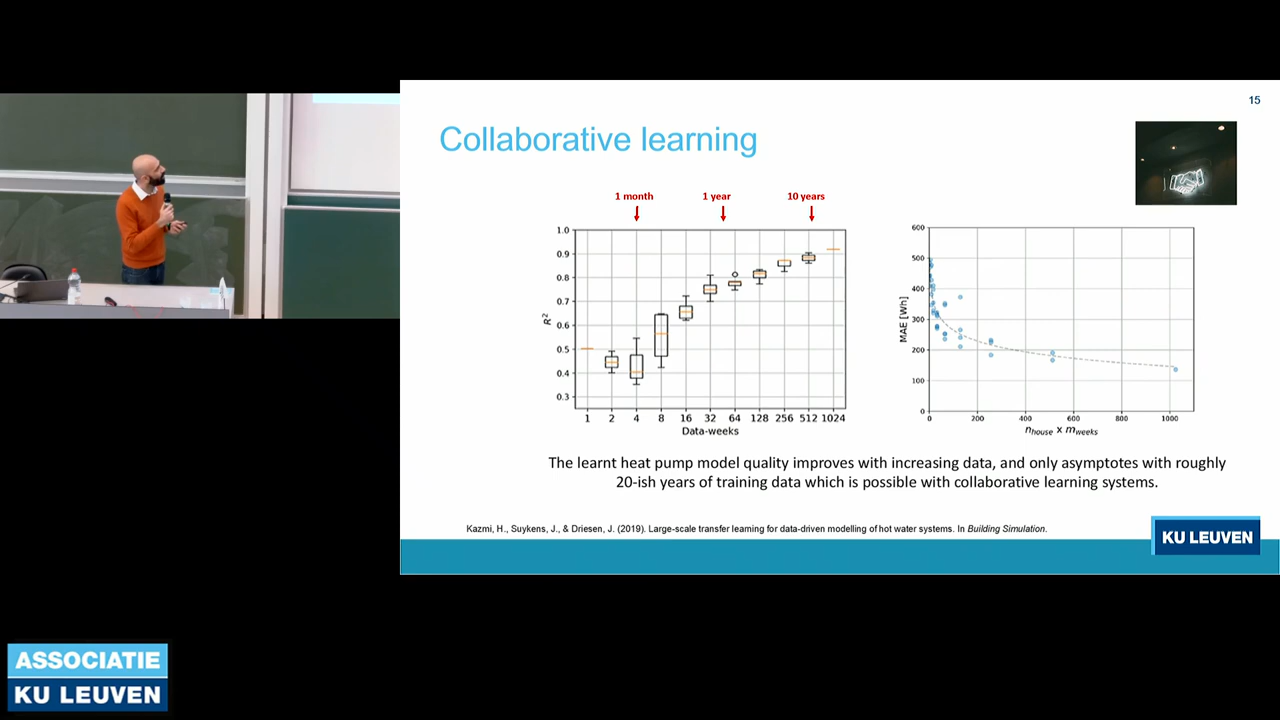 15
Collaborative learning
1 month
1 year
10 years
1.0
0.9
0.8
0.7
0.6
0.5
0.4
0.3
R²
1 2 4 8 16 32 64 128 256 512 1024
Data-weeks
600
500
400
300
200
100
0
MAE [Wh]
0 200 400 600 800 1000
nhouse x mweeks
The learnt heat pump model quality improves with increasing data, and only asymptotes with roughly
20-ish years of training data which is possible with collaborative learning systems.
Kazmi, H., Suykens, J., & Driesen, J. (2019). Large-scale transfer learning for data-driven modelling of hot water systems. In Building Simulation.
KU LEUVEN
ASSOCIATIE
KU LEUVEN